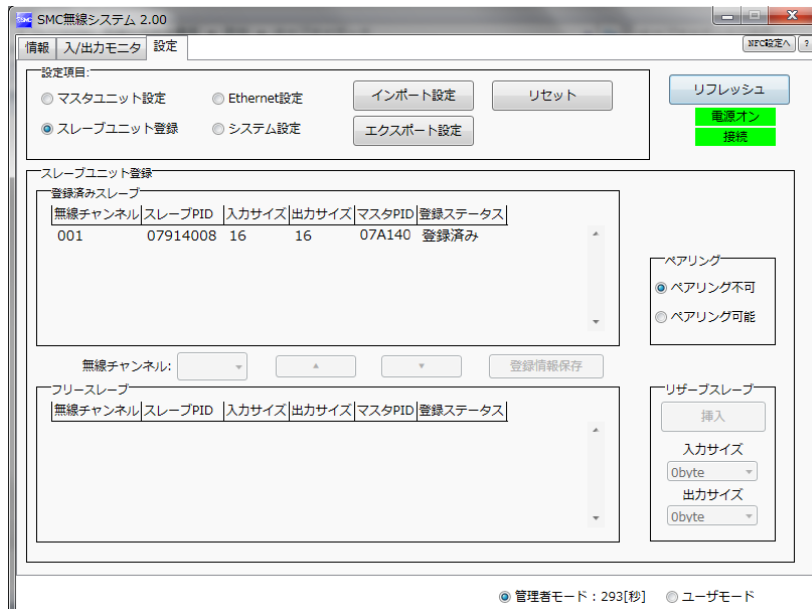 SMC SMC無線システム 2.00
情報 入/出力モニタ 設定 NFC設定へ ?
設定項目:
マスタユニット設定 Ethernet設定 インポート設定 リセット リフレッシュ
電源オン
スレーブユニット登録 システム設定 エクスポート設定 接続
スレーブユニット登録
登録済みスレーブ
無線チャンネル スレーブPID 入力サイズ 出力サイズ マスタPID 登録ステータス
001 07914008 16 16 07A140 登録済み
ペアリング
ペアリング不可
ペアリング可能
無線チャンネル: 登録情報保存
フリースレーブ リザーブスレーブ
無線チャンネル スレーブPID 入力サイズ 出力サイズ マスタPID 登録ステータス 挿入
入力サイズ
0byte
出力サイズ
0byte
管理者モード:293[秒] ユーザモード